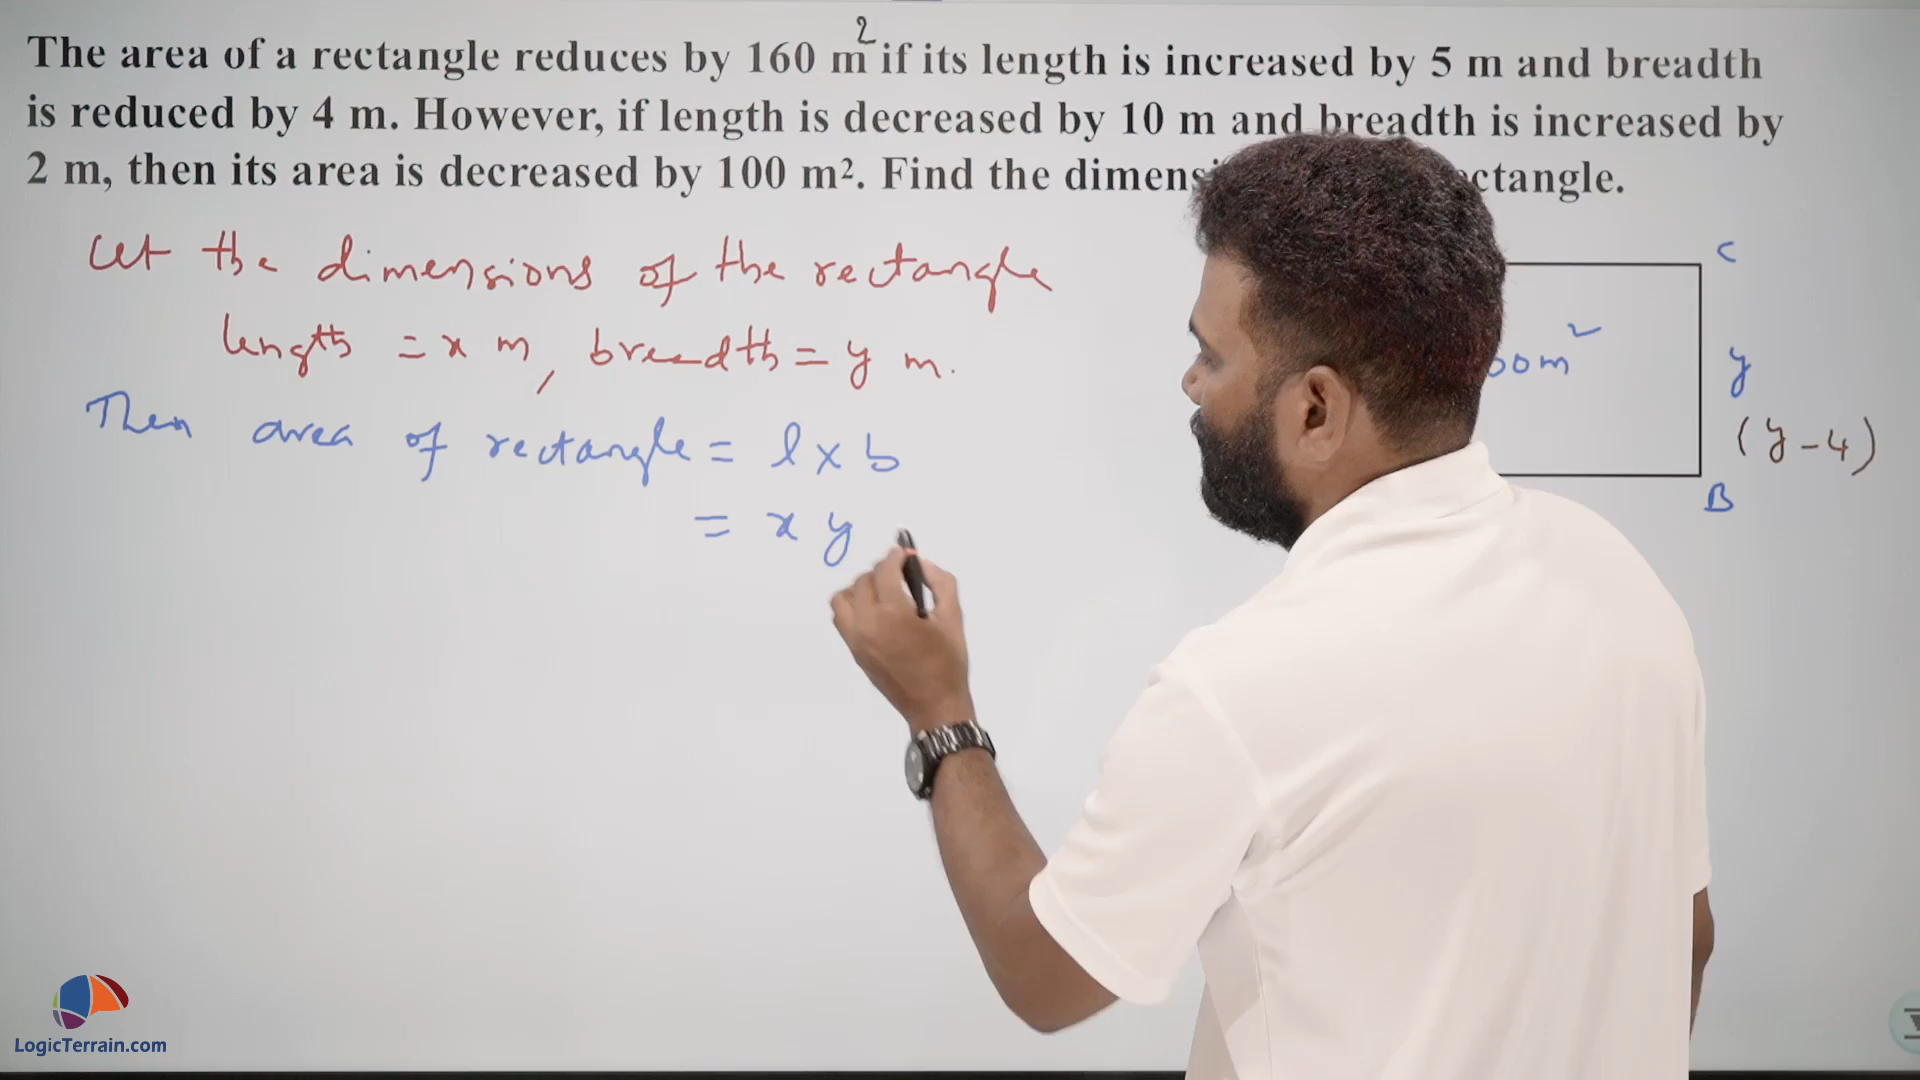 The area of a rectangle reduces by 160 m² if its length is increased by 5 m and breadth
is reduced by 4 m. However, if length is decreased by 10 m and breadth is increased by
2 m, then its area is decreased by 100 m². Find the ctangle.
Let the dimensions of the rectangle
length = x m, breadth = y m.
Then area of rectangle = l × b
= x y
C
m²
y
(y - 4)
B
LogicTerrain.com